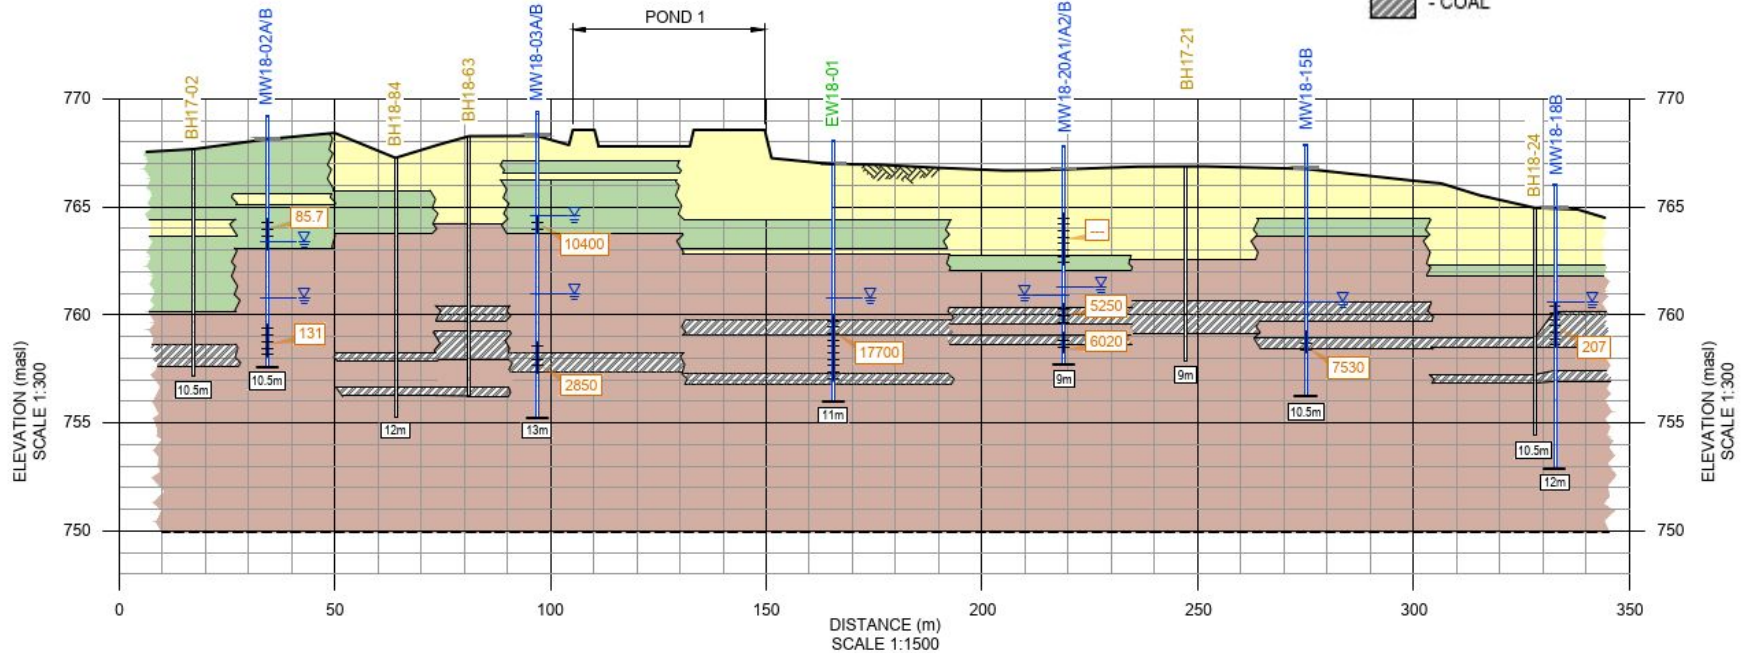 - COAL
POND 1
BH17-02
MW18-02A/B
BH18-84
BH18-63
MW18-03A/B
EW18-01
MW18-20A1/A2/B
BH17-21
MW18-15B
BH18-24
MW18-18B
770
770
765
765
760
760
755
755
750
750
85.7
10400
---
131
5250
17700
6020
207
2850
7530
10.5m
10.5m
12m
13m
11m
9m
9m
10.5m
10.5m
12m
ELEVATION (masl)
SCALE 1:300
ELEVATION (masl)
SCALE 1:300
0
50
100
150
200
250
300
350
DISTANCE (m)
SCALE 1:1500